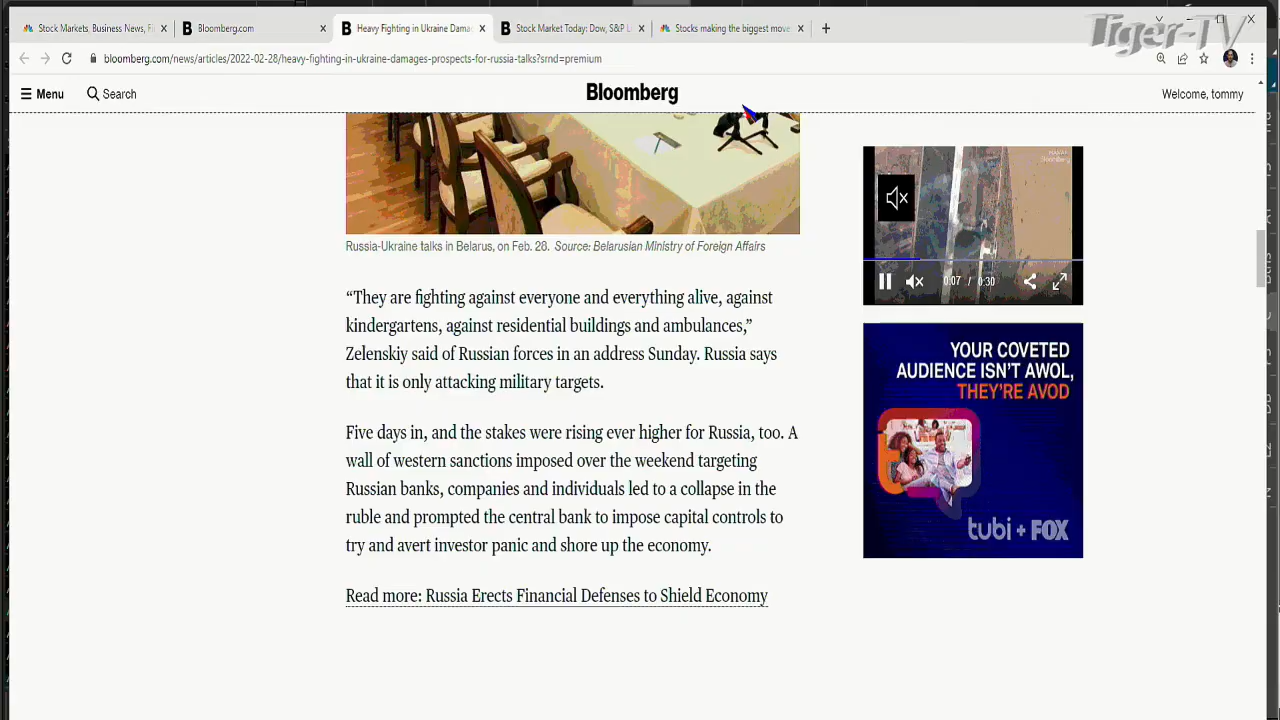 Stock Markets, Business News, Fi
Bloomberg.com
Heavy Fighting in Ukraine Dama
Stock Market Today: Dow, S&P Li
Stocks making the biggest move
Tiger-TV
bloomberg.com/news/articles/2022-02-28/heavy-fighting-in-ukraine-damages-prospects-for-russia-talks?srnd=premium
Menu
Search
Bloomberg
Welcome, tommy
Russia-Ukraine talks in Belarus, on Feb. 28. Source: Belarusian Ministry of Foreign Affairs
“They are fighting against everyone and everything alive, against
kindergartens, against residential buildings and ambulances,”
Zelenskiy said of Russian forces in an address Sunday. Russia says
that it is only attacking military targets.
Five days in, and the stakes were rising ever higher for Russia, too. A
wall of western sanctions imposed over the weekend targeting
Russian banks, companies and individuals led to a collapse in the
ruble and prompted the central bank to impose capital controls to
try and avert investor panic and shore up the economy.
Read more: Russia Erects Financial Defenses to Shield Economy
0:07 / 0:30
YOUR COVETED
AUDIENCE ISN'T AWOL,
THEY'RE AVOD
tubi + FOX